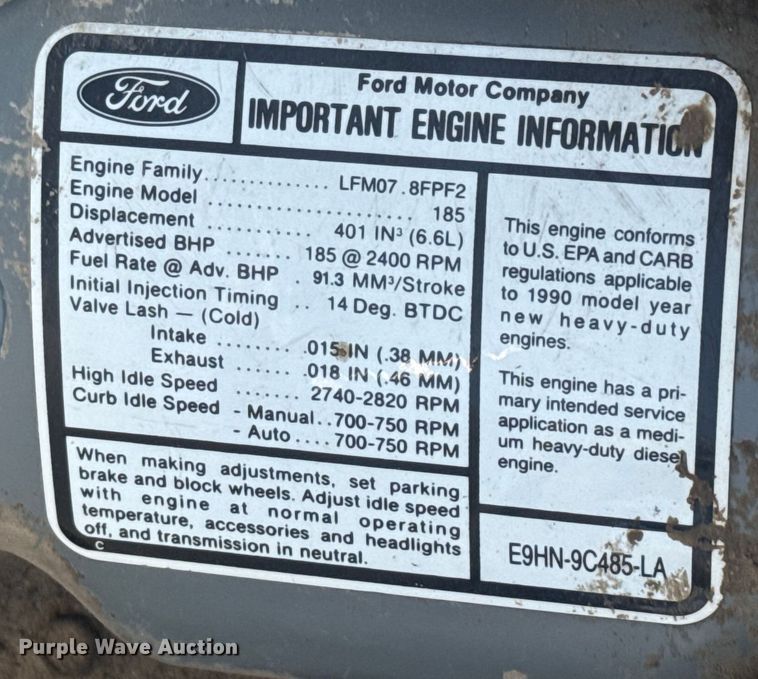 Ford
Ford Motor Company
IMPORTANT ENGINE INFORMATION
Engine Family ............ LFM07.8FPF2
Engine Model ...................... 185
Displacement ........ 401 IN³ (6.6L)
Advertised BHP .... 185 @ 2400 RPM
Fuel Rate @ Adv. BHP . 91.3 MM³/Stroke
Initial Injection Timing .. 14 Deg. BTDC
Valve Lash — (Cold)
Intake ........ .015 IN (.38 MM)
Exhaust ...... .018 IN (.46 MM)
High Idle Speed ........ 2740-2820 RPM
Curb Idle Speed - Manual..700-750 RPM
- Auto ....700-750 RPM
When making adjustments, set parking
brake and block wheels. Adjust idle speed
with engine at normal operating
temperature, accessories and headlights
off, and transmission in neutral.
C
This engine conforms
to U.S. EPA and CARB
regulations applicable
to 1990 model year
new heavy-duty
engines.
This engine has a pri-
mary intended service
application as a medi-
um heavy-duty diesel
engine.
E9HN-9C485-LA
Purple Wave Auction